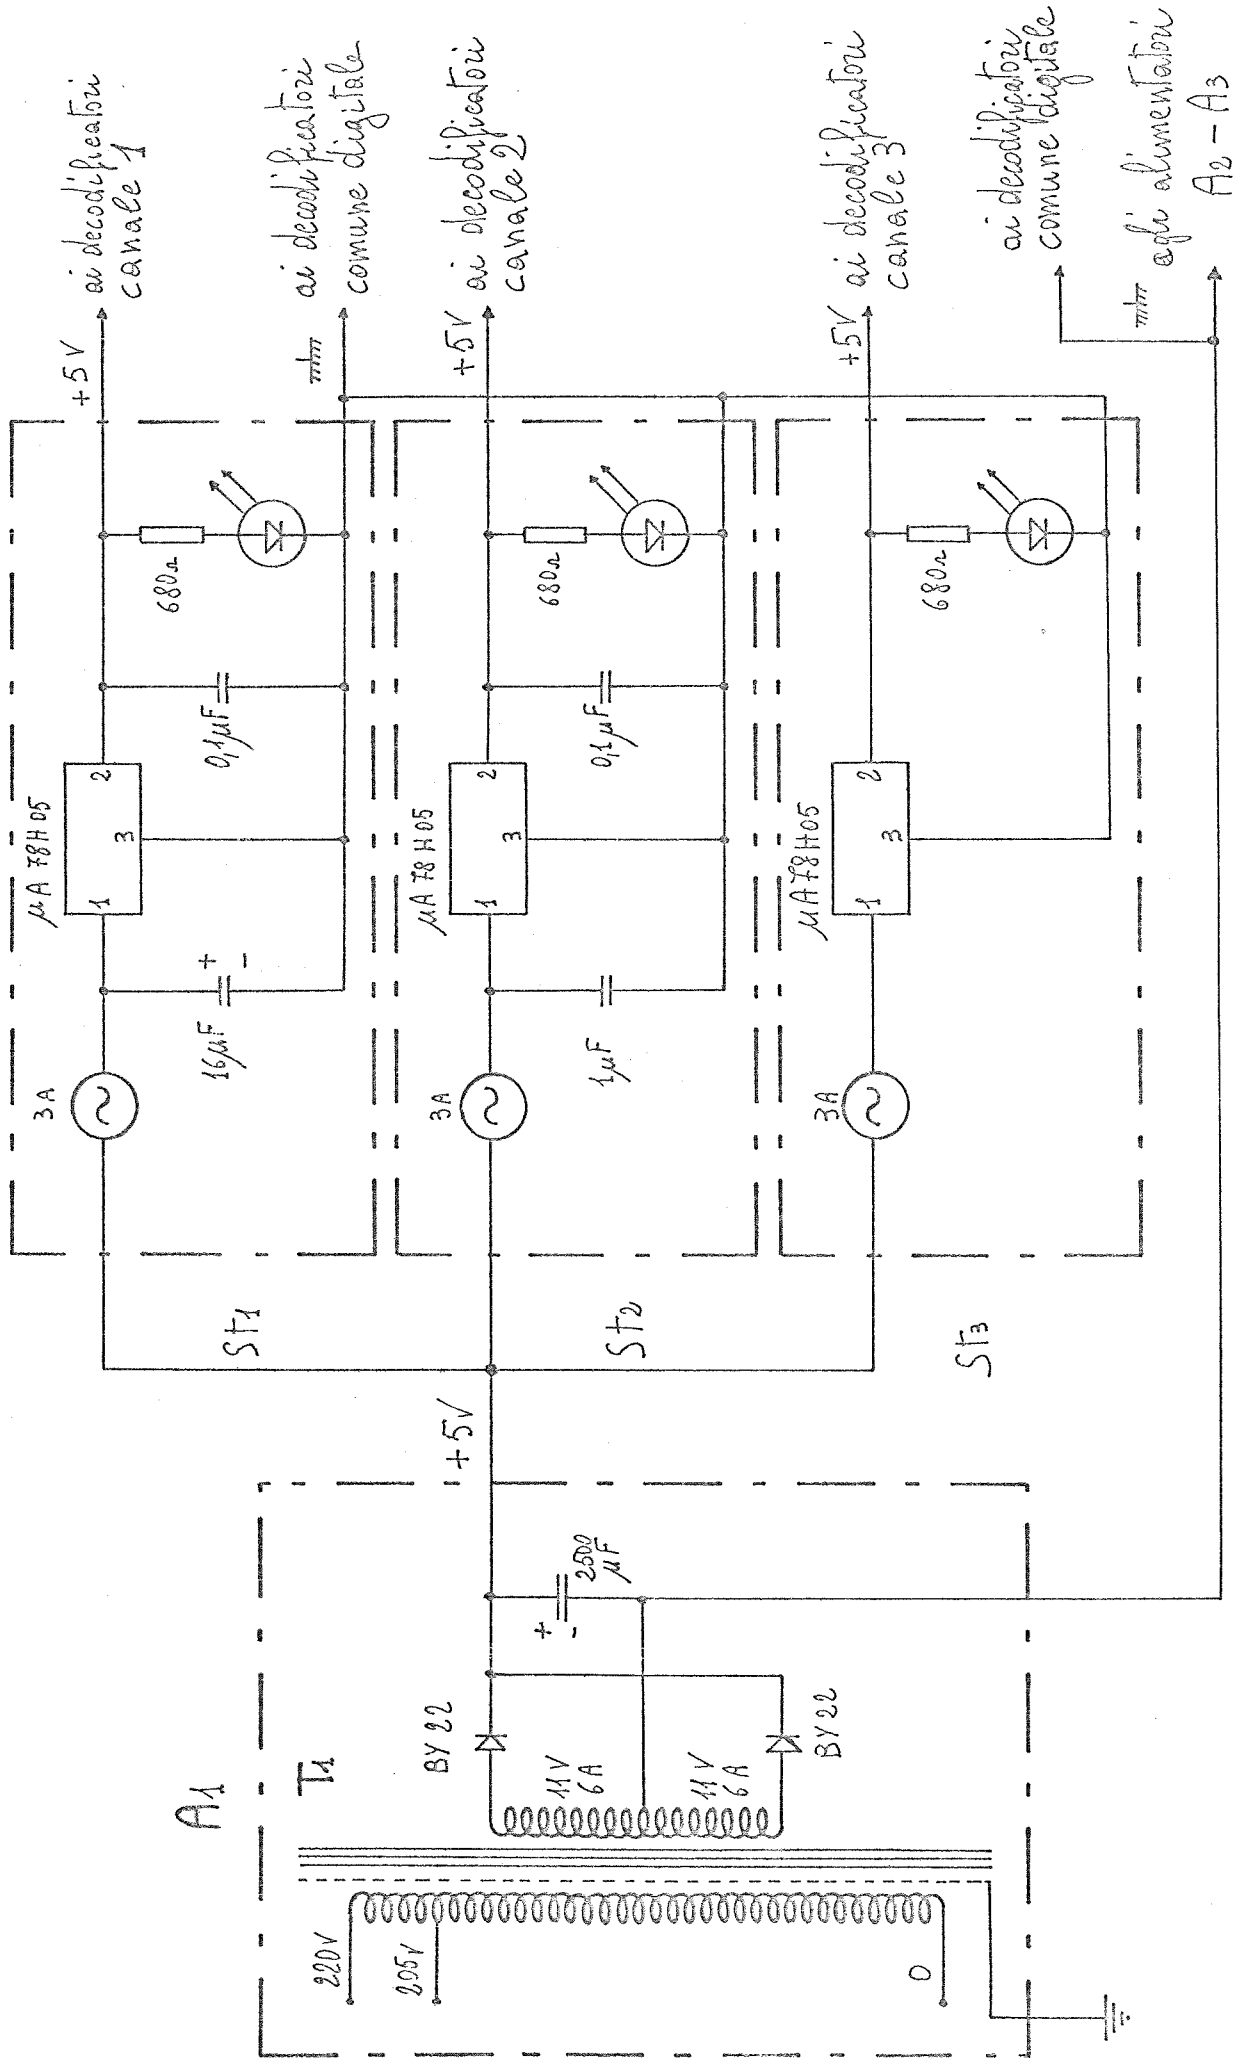 A1
T1
220V
205V
0
11V
6A
11V
6A
BY 22
BY 22
+
-
2500
µF
+5V
St1
3A
16µF
+
-
µA 78H05
1
2
3
0,1µF
680Ω
+5V
ai decodificatori
canale 1
ai decodificatori
comune digitale
St2
3A
1µF
µA 78H05
1
2
3
0,1µF
680Ω
+5V
ai decodificatori
canale 2
St3
3A
µA78H05
1
2
3
680Ω
+5V
ai decodificatori
canale 3
ai decodificatori
comune digitale
agli alimentatori
A2 - A3